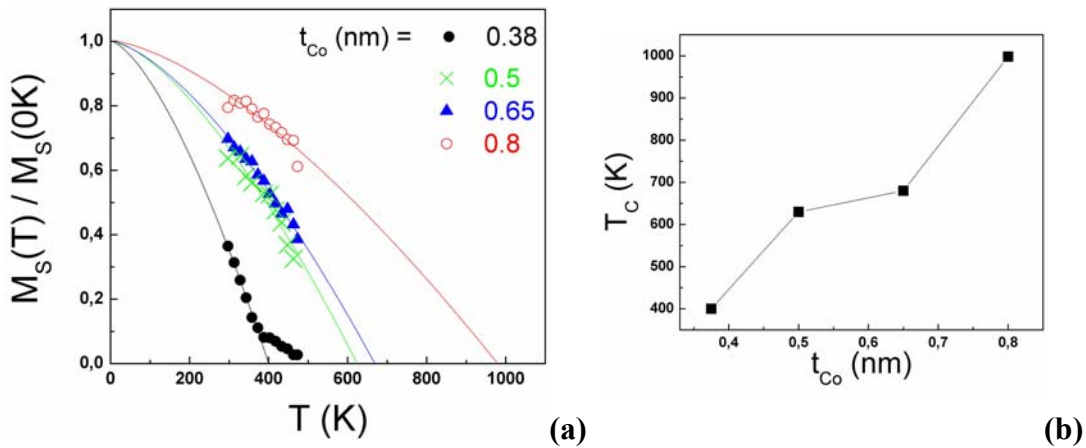 t_Co (nm) = 0.38
0.5
0.65
0.8
M_S(T) / M_S(0K)
1,0
0,8
0,6
0,4
0,2
0,0
0 200 400 600 800 1000
T (K)
(a)
T_C (K)
1000
900
800
700
600
500
400
0,4 0,5 0,6 0,7 0,8
t_Co (nm)
(b)